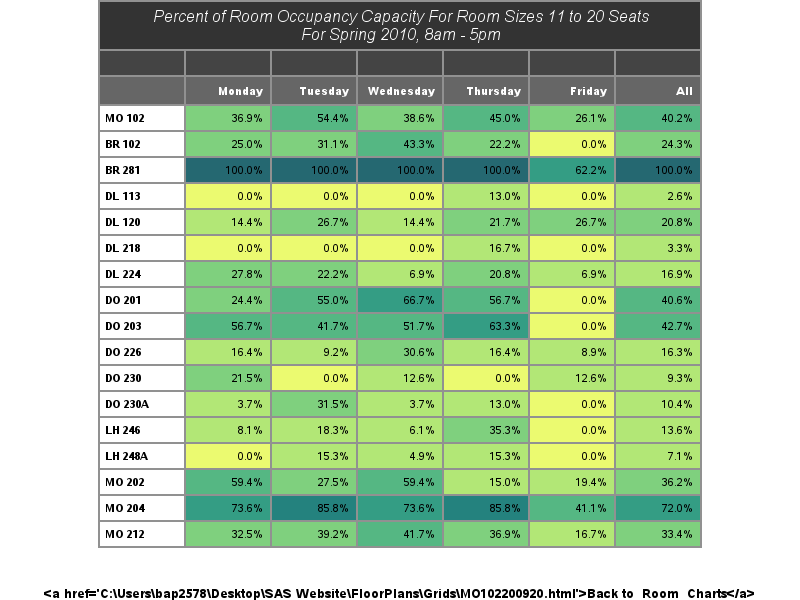 Percent of Room Occupancy Capacity For Room Sizes 11 to 20 Seats
For Spring 2010, 8am - 5pm
Monday Tuesday Wednesday Thursday Friday All
MO 102 36.9% 54.4% 38.6% 45.0% 26.1% 40.2%
BR 102 25.0% 31.1% 43.3% 22.2% 0.0% 24.3%
BR 281 100.0% 100.0% 100.0% 100.0% 62.2% 100.0%
DL 113 0.0% 0.0% 0.0% 13.0% 0.0% 2.6%
DL 120 14.4% 26.7% 14.4% 21.7% 26.7% 20.8%
DL 218 0.0% 0.0% 0.0% 16.7% 0.0% 3.3%
DL 224 27.8% 22.2% 6.9% 20.8% 6.9% 16.9%
DO 201 24.4% 55.0% 66.7% 56.7% 0.0% 40.6%
DO 203 56.7% 41.7% 51.7% 63.3% 0.0% 42.7%
DO 226 16.4% 9.2% 30.6% 16.4% 8.9% 16.3%
DO 230 21.5% 0.0% 12.6% 0.0% 12.6% 9.3%
DO 230A 3.7% 31.5% 3.7% 13.0% 0.0% 10.4%
LH 246 8.1% 18.3% 6.1% 35.3% 0.0% 13.6%
LH 248A 0.0% 15.3% 4.9% 15.3% 0.0% 7.1%
MO 202 59.4% 27.5% 59.4% 15.0% 19.4% 36.2%
MO 204 73.6% 85.8% 73.6% 85.8% 41.1% 72.0%
MO 212 32.5% 39.2% 41.7% 36.9% 16.7% 33.4%
<a href='C:\Users\bap2578\Desktop\SAS Website\FloorPlans\Grids\MO102200920.html'>Back to Room Charts</a>